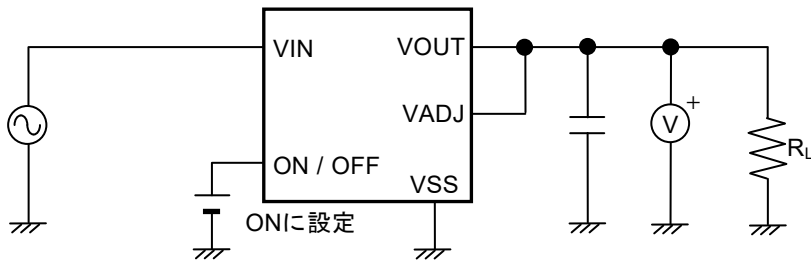 VIN
VOUT
VADJ
ON / OFF
VSS
ONに設定
V
+
RL